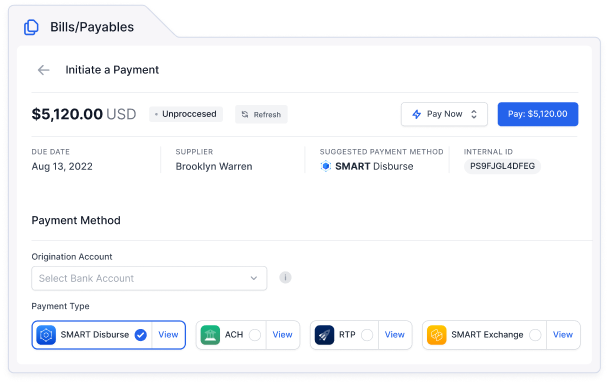 Bills/Payables
Initiate a Payment
$5,120.00 USD
Unproccesed
Refresh
Pay Now
Pay: $5,120.00
DUE DATE
SUPPLIER
SUGGESTED PAYMENT METHOD
INTERNAL ID
Aug 13, 2022
Brooklyn Warren
SMART Disburse
PS9FJGL4DFEG
Payment Method
Origination Account
Select Bank Account
i
Payment Type
SMART Disburse
View
ACH
View
RTP
View
SMART Exchange
View